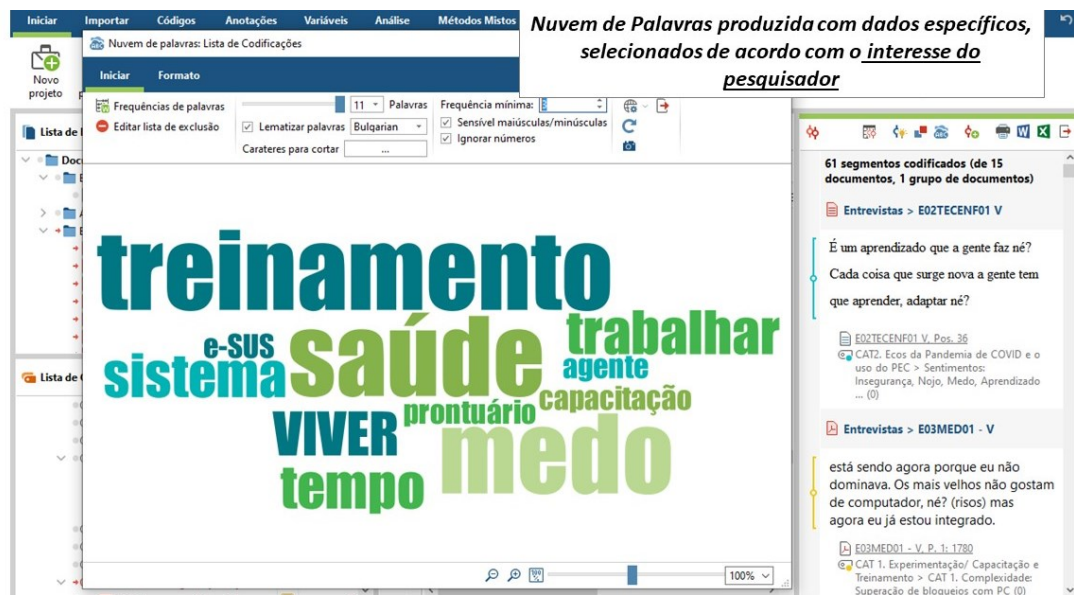 Iniciar Importar Códigos Anotações Variáveis Análise Métodos Mistos
Nuvem de Palavras produzida com dados específicos,
selecionados de acordo com o interesse do
pesquisador
Nuvem de palavras: Lista de Codificações
Novo
projeto
Iniciar Formato
Frequências de palavras
11 Palavras
Frequência mínima: 3
Editar lista de exclusão
Lematizar palavras Bulgarian
Sensível maiúsculas/minúsculas
Ignorar números
Carateres para cortar ...
Lista de
Doc
treinamento
e-SUS
saúde
trabalhar
sistema
agente
VIVER
prontuário
capacitação
tempo
medo
Lista de
100%
61 segmentos codificados (de 15
documentos, 1 grupo de documentos)
Entrevistas > E02TECENF01 V
É um aprendizado que a gente faz né?
Cada coisa que surge nova a gente tem
que aprender, adaptar né?
E02TECENF01 V, Pos. 36
CAT2. Ecos da Pandemia de COVID e o
uso do PEC > Sentimentos:
Insegurança, Nojo, Medo, Aprendizado
... (0)
Entrevistas > E03MED01 - V
está sendo agora porque eu não
dominava. Os mais velhos não gostam
de computador, né? (risos) mas
agora eu já estou integrado.
E03MED01 - V, P. 1: 1780
CAT 1. Experimentação/ Capacitação e
Treinamento > CAT 1. Complexidade:
Superação de bloqueios com PC (0)